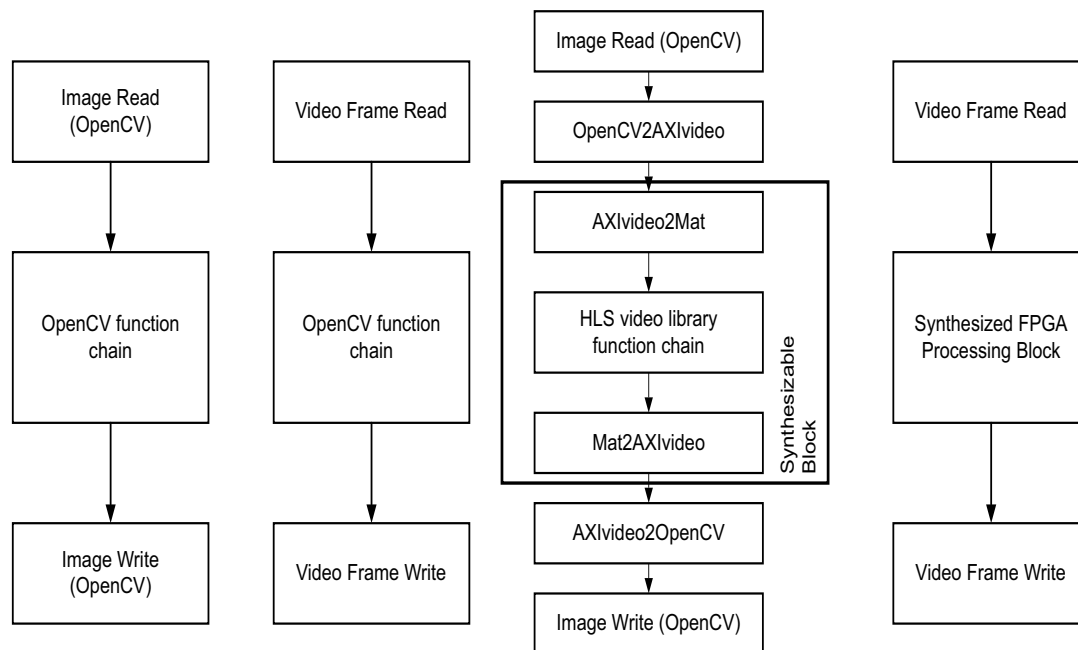 Image Read
(OpenCV)
OpenCV function
chain
Image Write
(OpenCV)
Video Frame Read
OpenCV function
chain
Video Frame Write
Image Read (OpenCV)
OpenCV2AXIvideo
AXIvideo2Mat
HLS video library
function chain
Mat2AXIvideo
Synthesizable
Block
AXIvideo2OpenCV
Image Write (OpenCV)
Video Frame Read
Synthesized FPGA
Processing Block
Video Frame Write